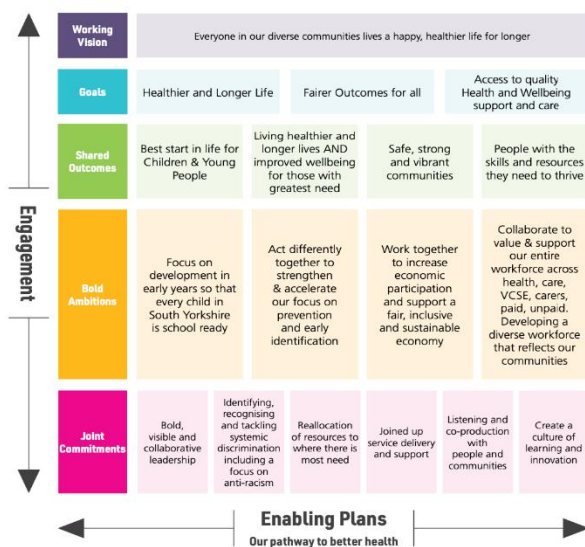 Working
Vision
Everyone in our diverse communities lives a happy, healthier life for longer
Goals
Healthier and Longer Life
Fairer Outcomes for all
Access to quality
Health and Wellbeing
support and care
Shared
Outcomes
Best start in life for
Children & Young
People
Living healthier and
longer lives AND
improved wellbeing
for those with
greatest need
Safe, strong
and vibrant
communities
People with the
skills and resources
they need to thrive
Engagement
Bold
Ambitions
Focus on
development in
early years so that
every child in
South Yorkshire
is school ready
Act differently
together to
strengthen
& accelerate
our focus on
prevention
and early
identification
Work together
to increase
economic
participation
and support a
fair, inclusive
and sustainable
economy
Collaborate to
value & support
our entire
workforce across
health, care,
VCSE, carers,
paid, unpaid.
Developing a
diverse workforce
that reflects our
communities
Joint
Commitments
Bold,
visible and
collaborative
leadership
Identifying,
recognising
and tackling
systemic
discrimination
including a
focus on
anti-racism
Reallocation
of resources to
where there is
most need
Joined up
service delivery
and support
Listening and
co-production
with
people and
communities
Create a
culture of
learning and
innovation
Enabling Plans
Our pathway to better health